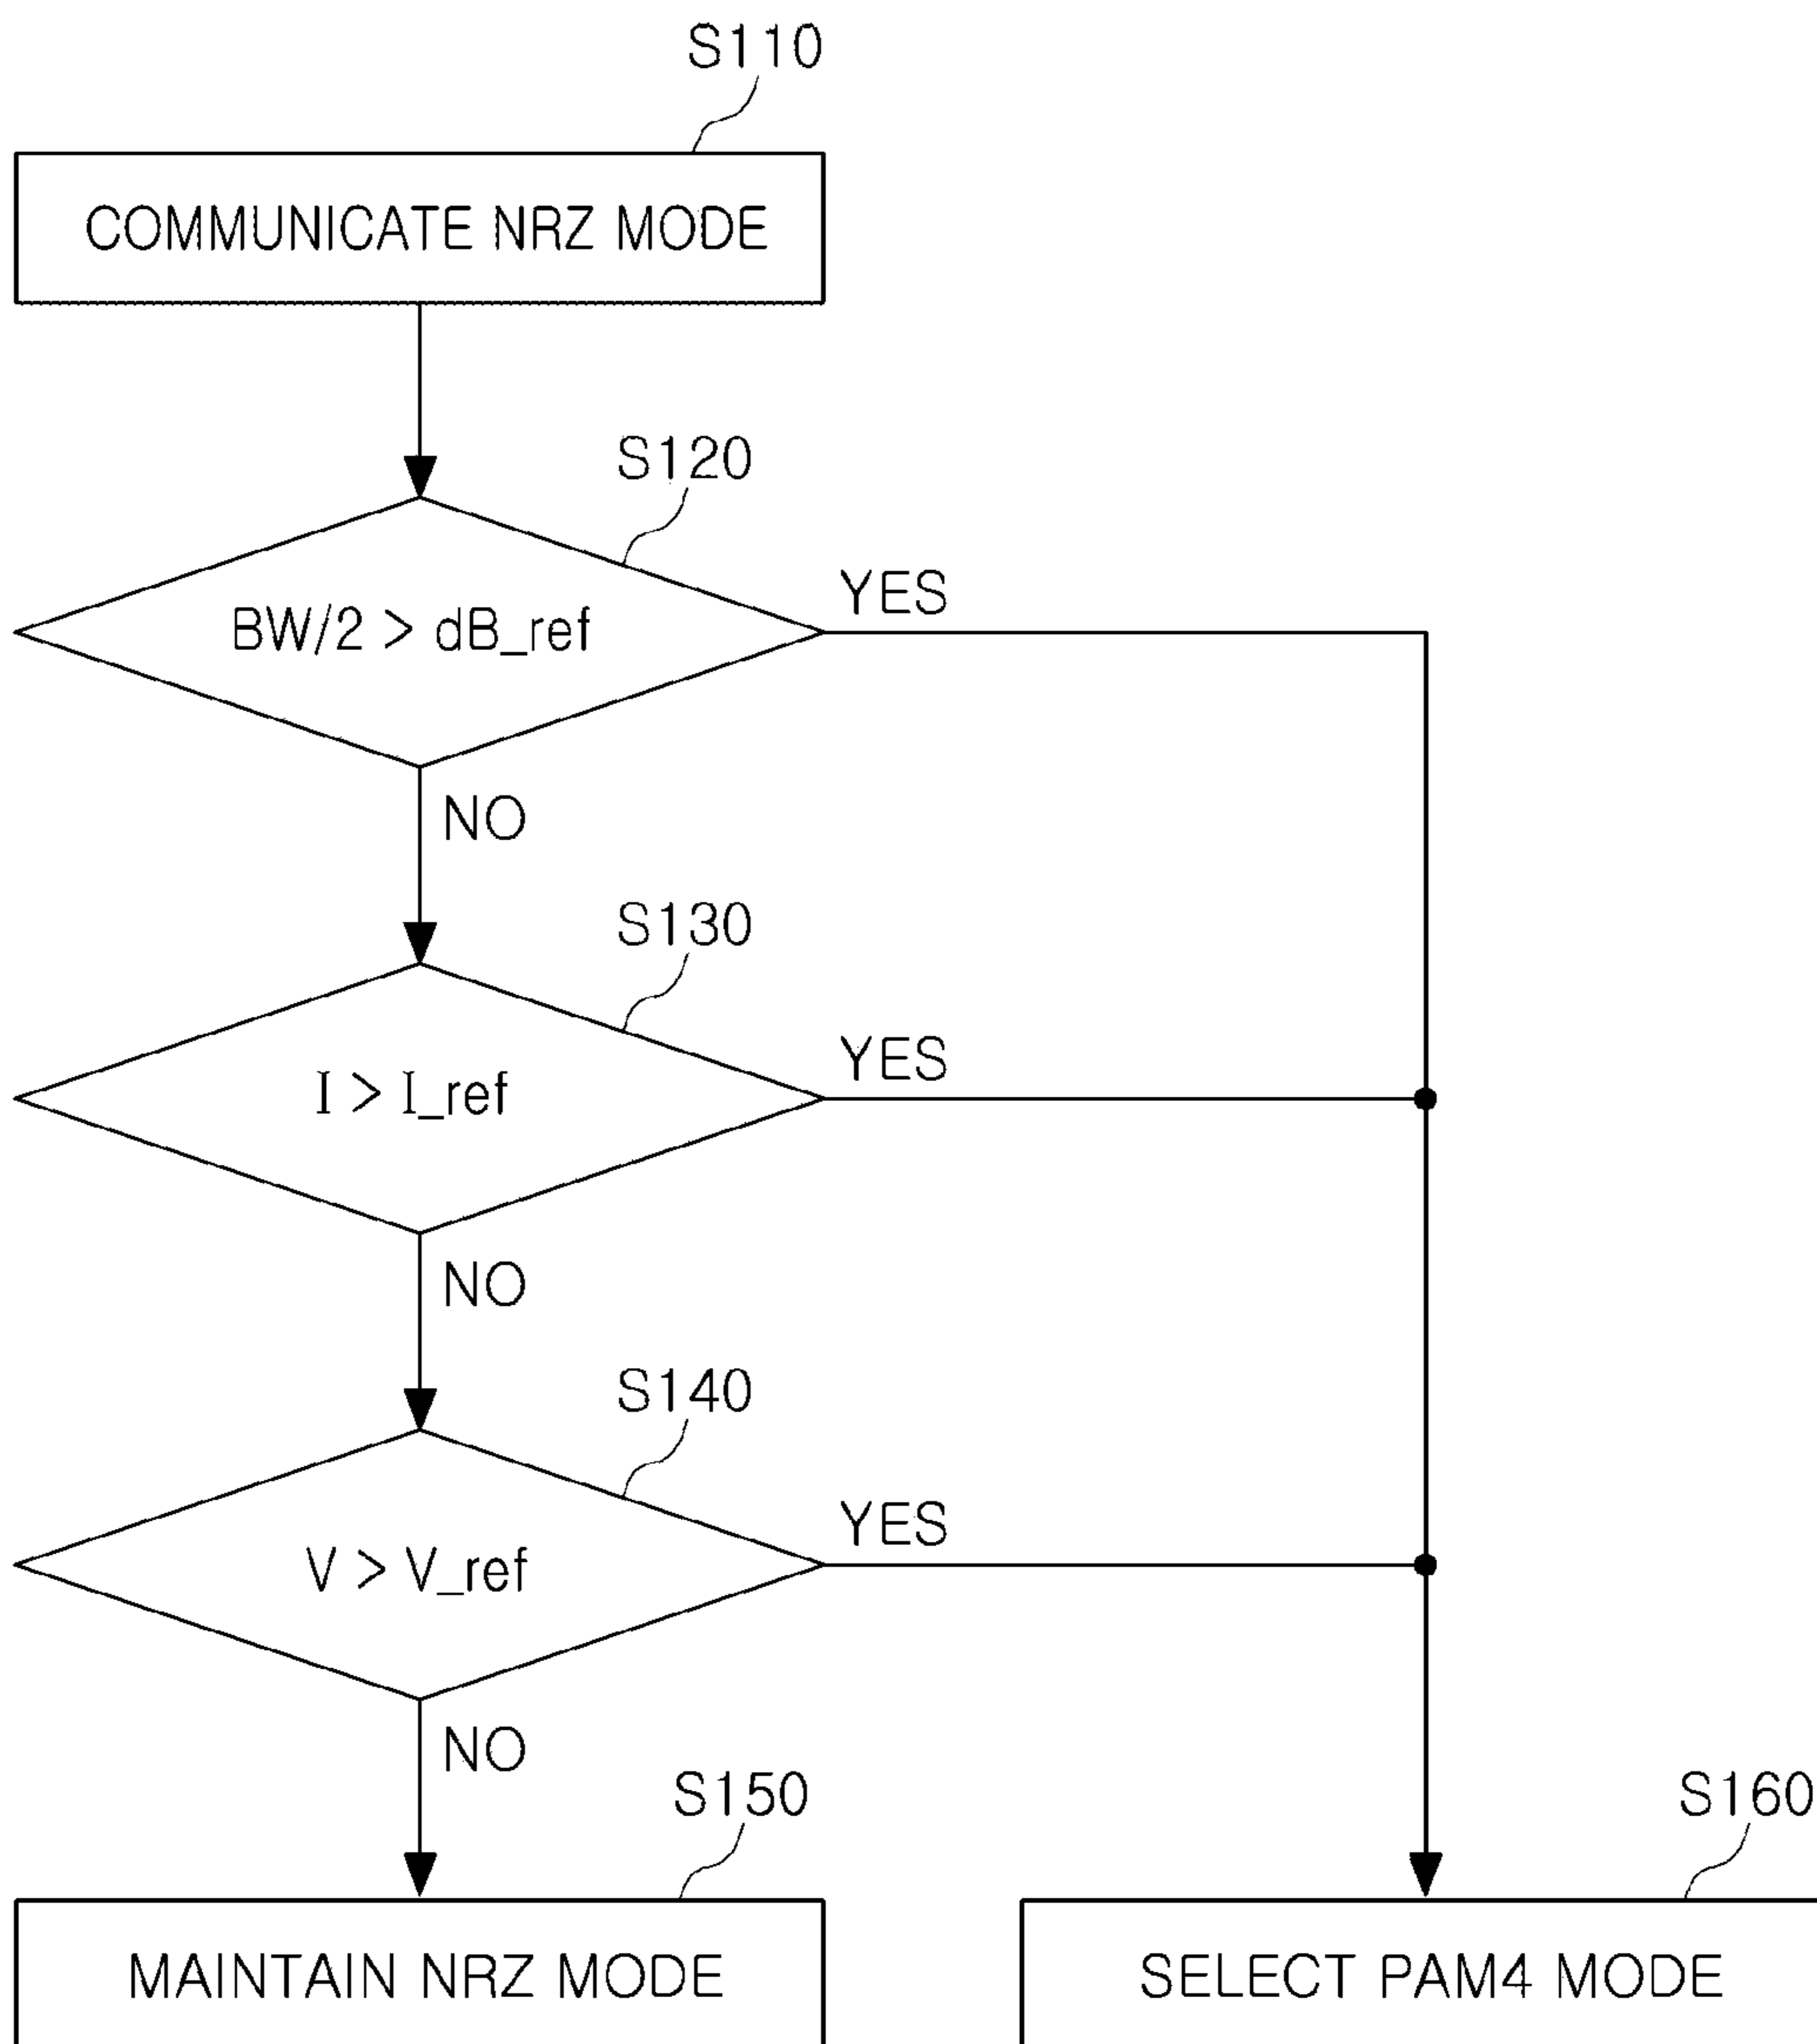 S110
COMMUNICATE NRZ MODE
S120
BW/2 > dB_ref
YES
NO
S130
I > I_ref
YES
NO
S140
V > V_ref
YES
NO
S150
MAINTAIN NRZ MODE
S160
SELECT PAM4 MODE